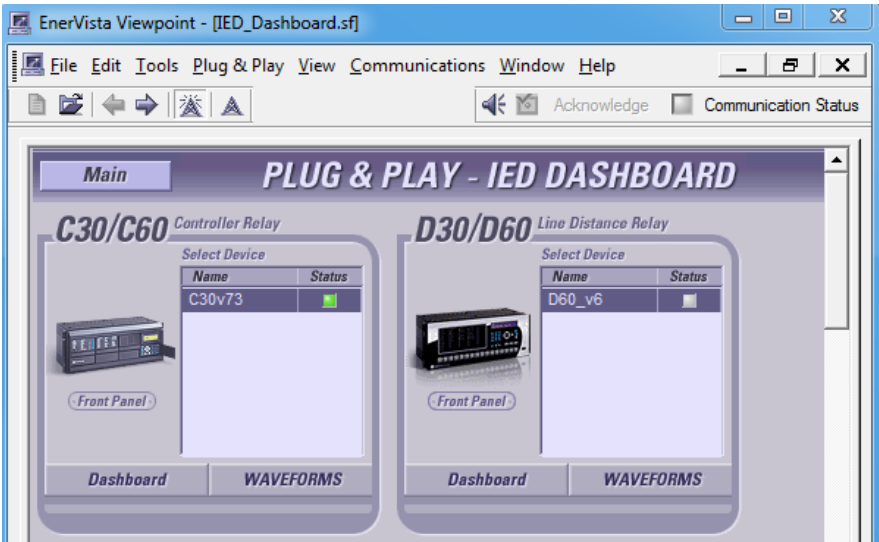 EnerVista Viewpoint - [IED_Dashboard.sf]
File Edit Tools Plug & Play View Communications Window Help
Acknowledge Communication Status
Main PLUG & PLAY - IED DASHBOARD
C30/C60 Controller Relay
Select Device
Name Status
C30v73
Front Panel
Dashboard WAVEFORMS
D30/D60 Line Distance Relay
Select Device
Name Status
D60_v6
Front Panel
Dashboard WAVEFORMS